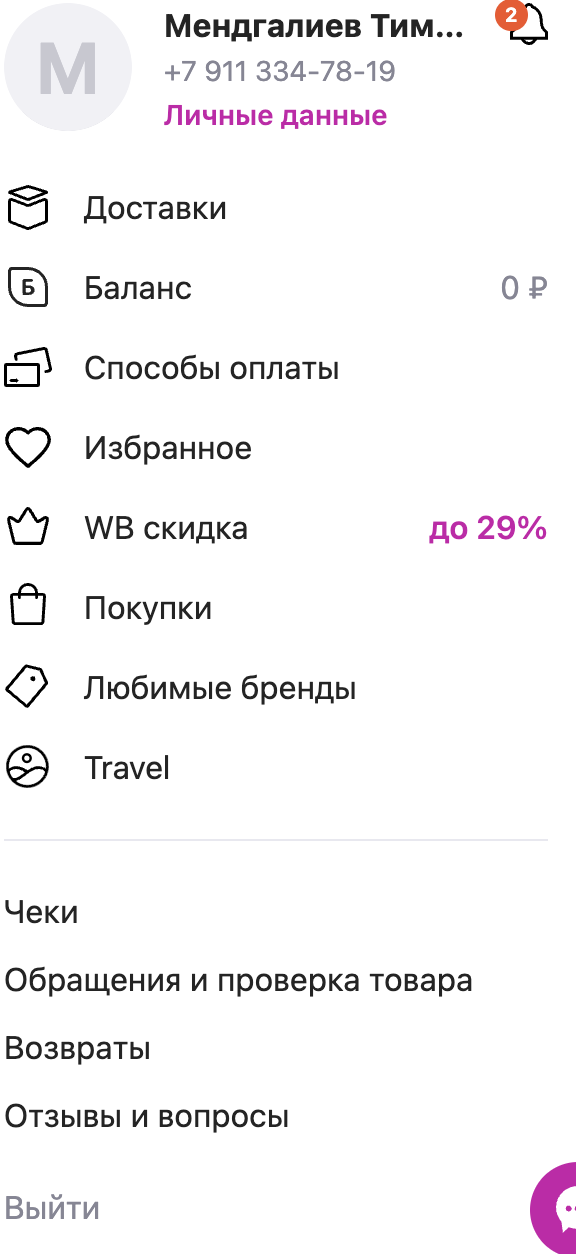 М
Мендгалиев Тим...
2
+7 911 334-78-19
Личные данные
Доставки
Б Баланс 0 ₽
Способы оплаты
Избранное
WB скидка до 29%
Покупки
Любимые бренды
Travel
Чеки
Обращения и проверка товара
Возвраты
Отзывы и вопросы
Выйти